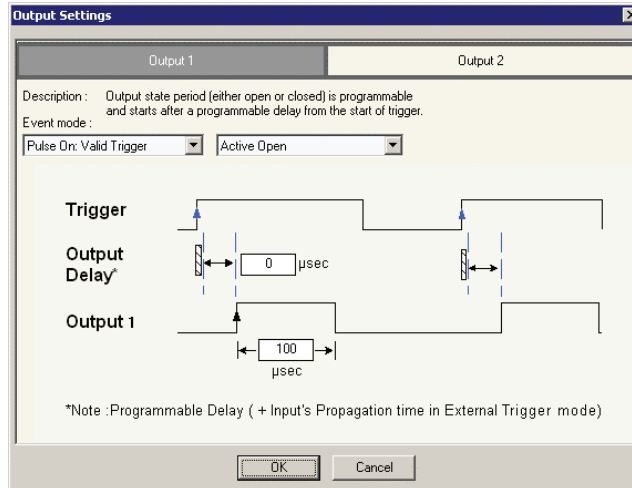 Output Settings
Output 1
Output 2
Description : Output state period (either open or closed) is programmable
and starts after a programmable delay from the start of trigger.
Event mode :
Pulse On: Valid Trigger
Active Open
Trigger
Output
Delay*
0 µsec
Output 1
100
µsec
*Note :Programmable Delay ( + Input's Propagation time in External Trigger mode)
OK
Cancel